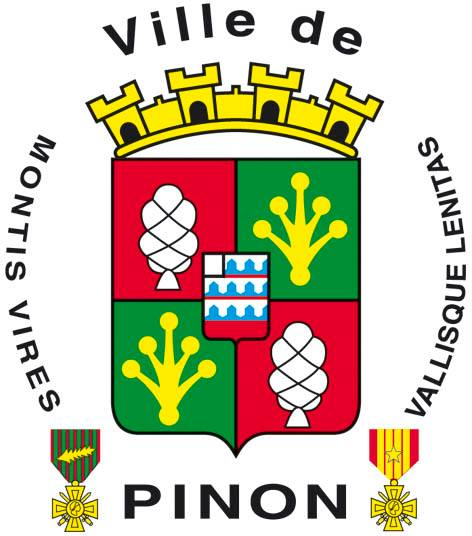 Ville de
MONTIS VIRES
VALLISQUE LENITAS
PINON